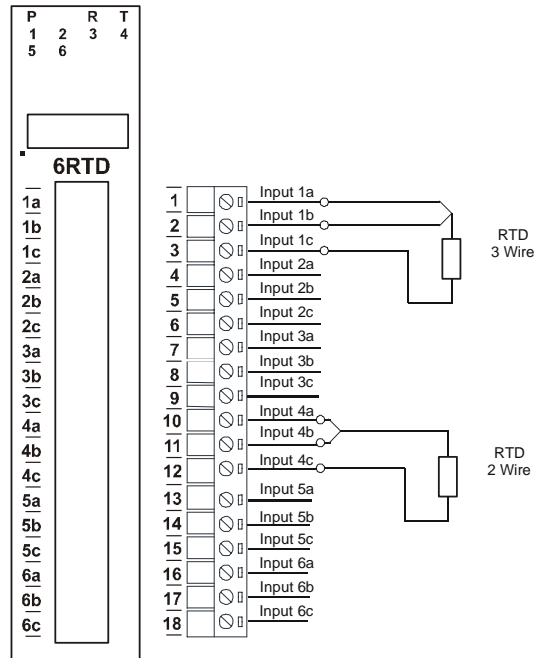 P R T
1 2 3 4
5 6
6RTD
1a
1b
1c
2a
2b
2c
3a
3b
3c
4a
4b
4c
5a
5b
5c
6a
6b
6c
1 Input 1a
2 Input 1b
3 Input 1c
4 Input 2a
5 Input 2b
6 Input 2c
7 Input 3a
8 Input 3b
9 Input 3c
10 Input 4a
11 Input 4b
12 Input 4c
13 Input 5a
14 Input 5b
15 Input 5c
16 Input 6a
17 Input 6b
18 Input 6c
RTD
3 Wire
RTD
2 Wire